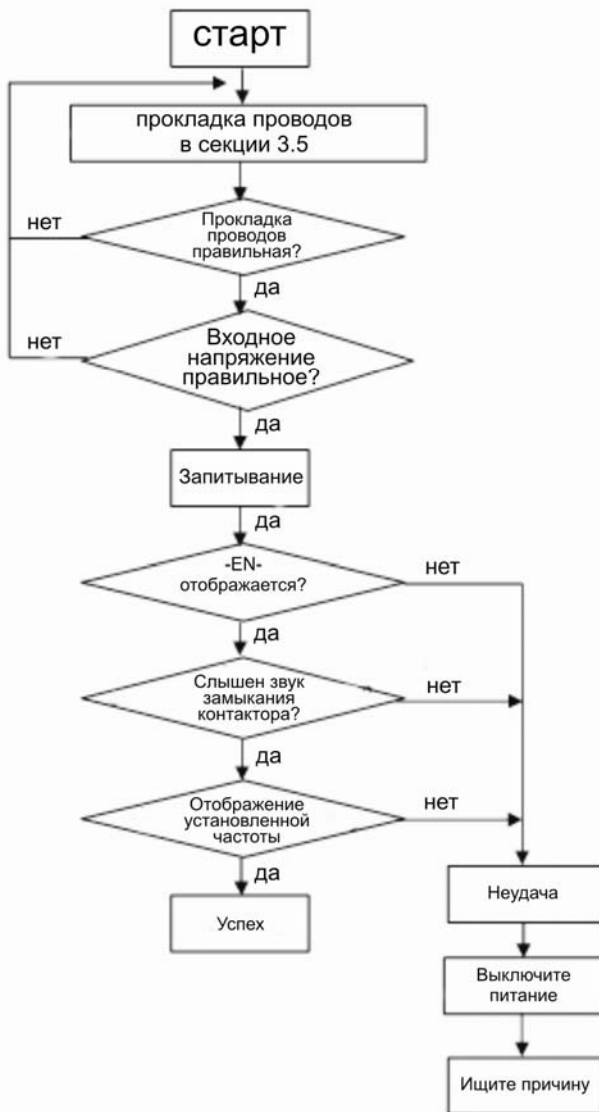 старт
прокладка проводов
в секции 3.5
нет
Прокладка
проводов
правильная?
да
нет
Входное
напряжение
правильное?
да
Запитывание
да
-EN-
отображается?
нет
да
Слышен звук
замыкания
контактора?
нет
да
Отображение
установленной
частоты
нет
да
Успех
Неудача
Выключите
питание
Ищите причину